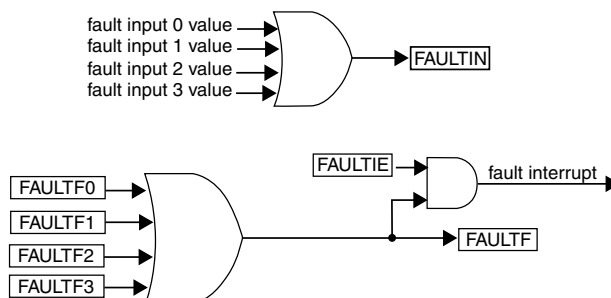 fault input 0 value
fault input 1 value
fault input 2 value
fault input 3 value
FAULTIN
FAULTIE
fault interrupt
FAULTF0
FAULTF1
FAULTF2
FAULTF3
FAULTF